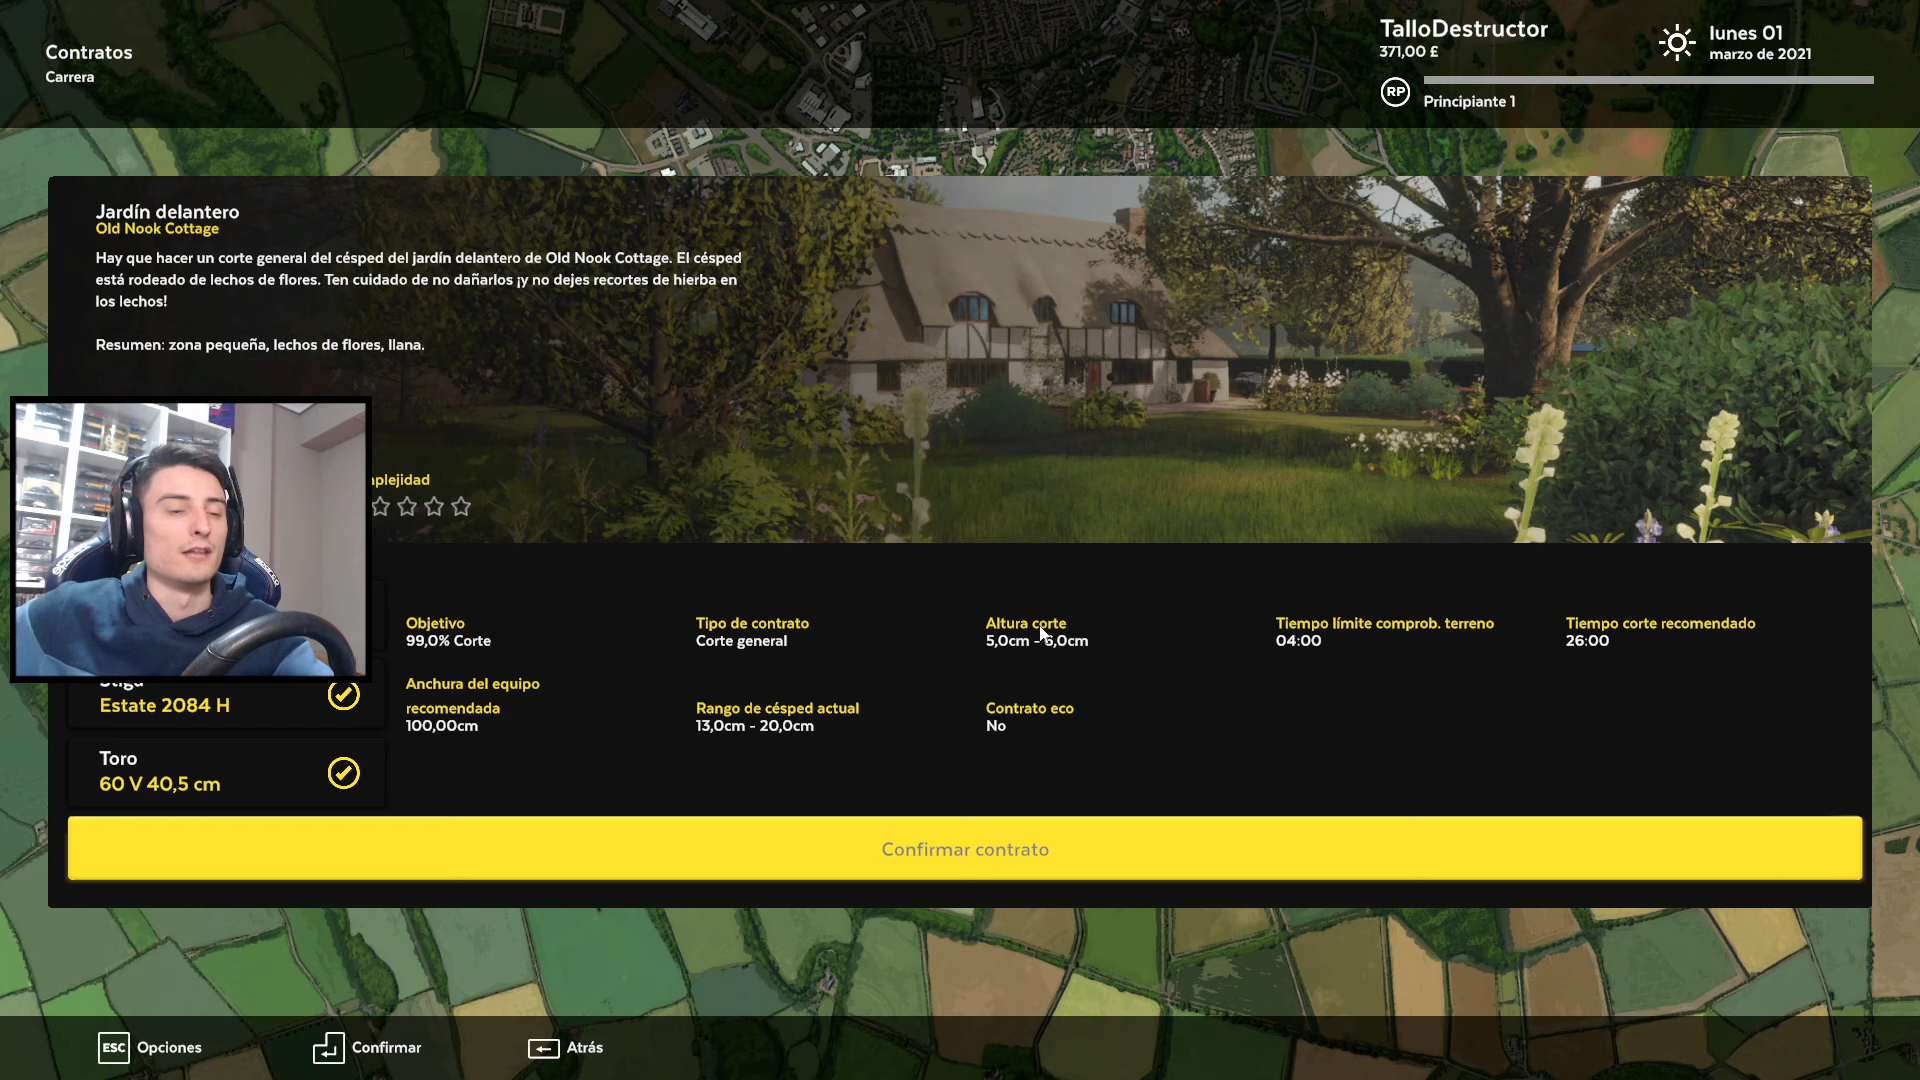 Contratos
Carrera
TalloDestructor
371,00 £
lunes 01
marzo de 2021
RP
Principiante 1
Jardín delantero
Old Nook Cottage
Hay que hacer un corte general del césped del jardín delantero de Old Nook Cottage. El césped
está rodeado de lechos de flores. Ten cuidado de no dañarlos ¡y no dejes recortes de hierba en
los lechos!
Resumen: zona pequeña, lechos de flores, llana.
Objetivo
99,0% Corte
Tipo de contrato
Corte general
Altura corte
5,0cm - 6,0cm
Tiempo límite comprob. terreno
04:00
Tiempo corte recomendado
26:00
Anchura del equipo
recomendada
100,00cm
Rango de césped actual
13,0cm - 20,0cm
Contrato eco
No
Estate 2084 H
Toro
60 V 40,5 cm
Confirmar contrato
ESC Opciones
Confirmar
Atrás